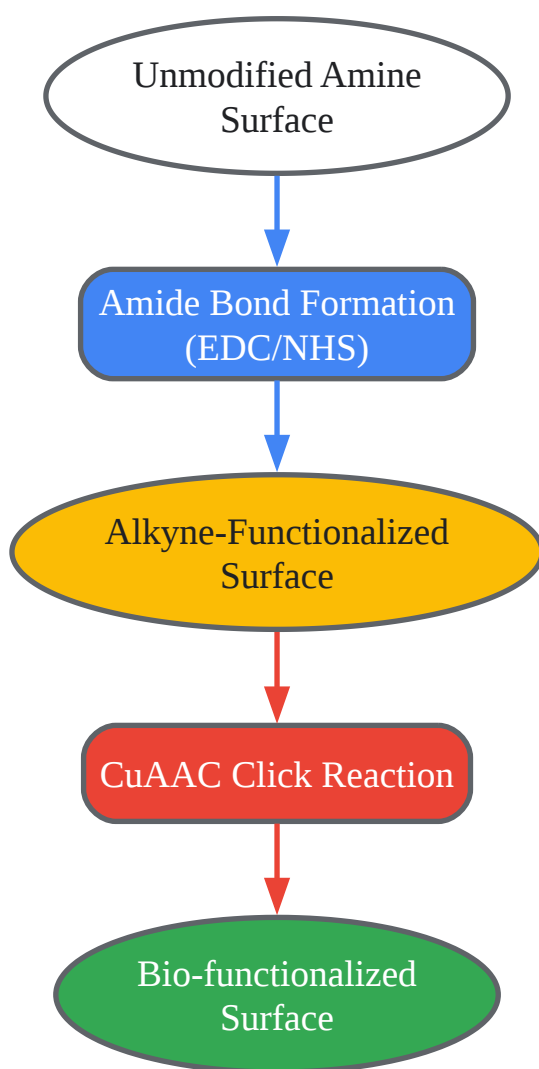 Unmodified Amine
Surface
Amide Bond Formation
(EDC/NHS)
Alkyne-Functionalized
Surface
CuAAC Click Reaction
Bio-functionalized
Surface